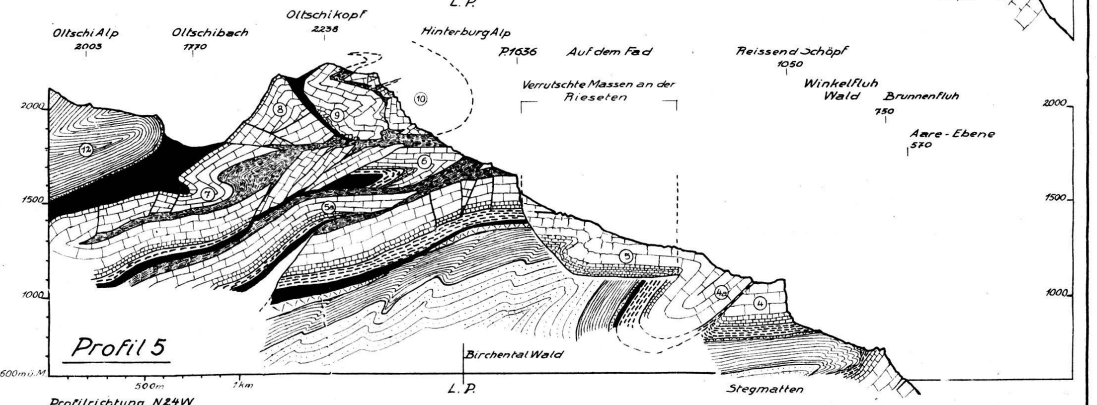 L.P.
Oltschi Alp
2003
Oltschibach
1770
Oltschikopf
2238
Hinterburg Alp
P.1636
Auf dem Fad
Verrutschte Massen an der
Rieseten
Reissend Schöpf
1050
Winkelfluh
Wald
Brunnenfluh
750
Aare-Ebene
570
2000
1500
1000
600 m ü. M
2000
1500
1000
12
8
9
10
7
6
5a
5
4a
4
Profil 5
500m
1km
Birchental Wald
L.P.
Stegmatten
Profilrichtung N24W